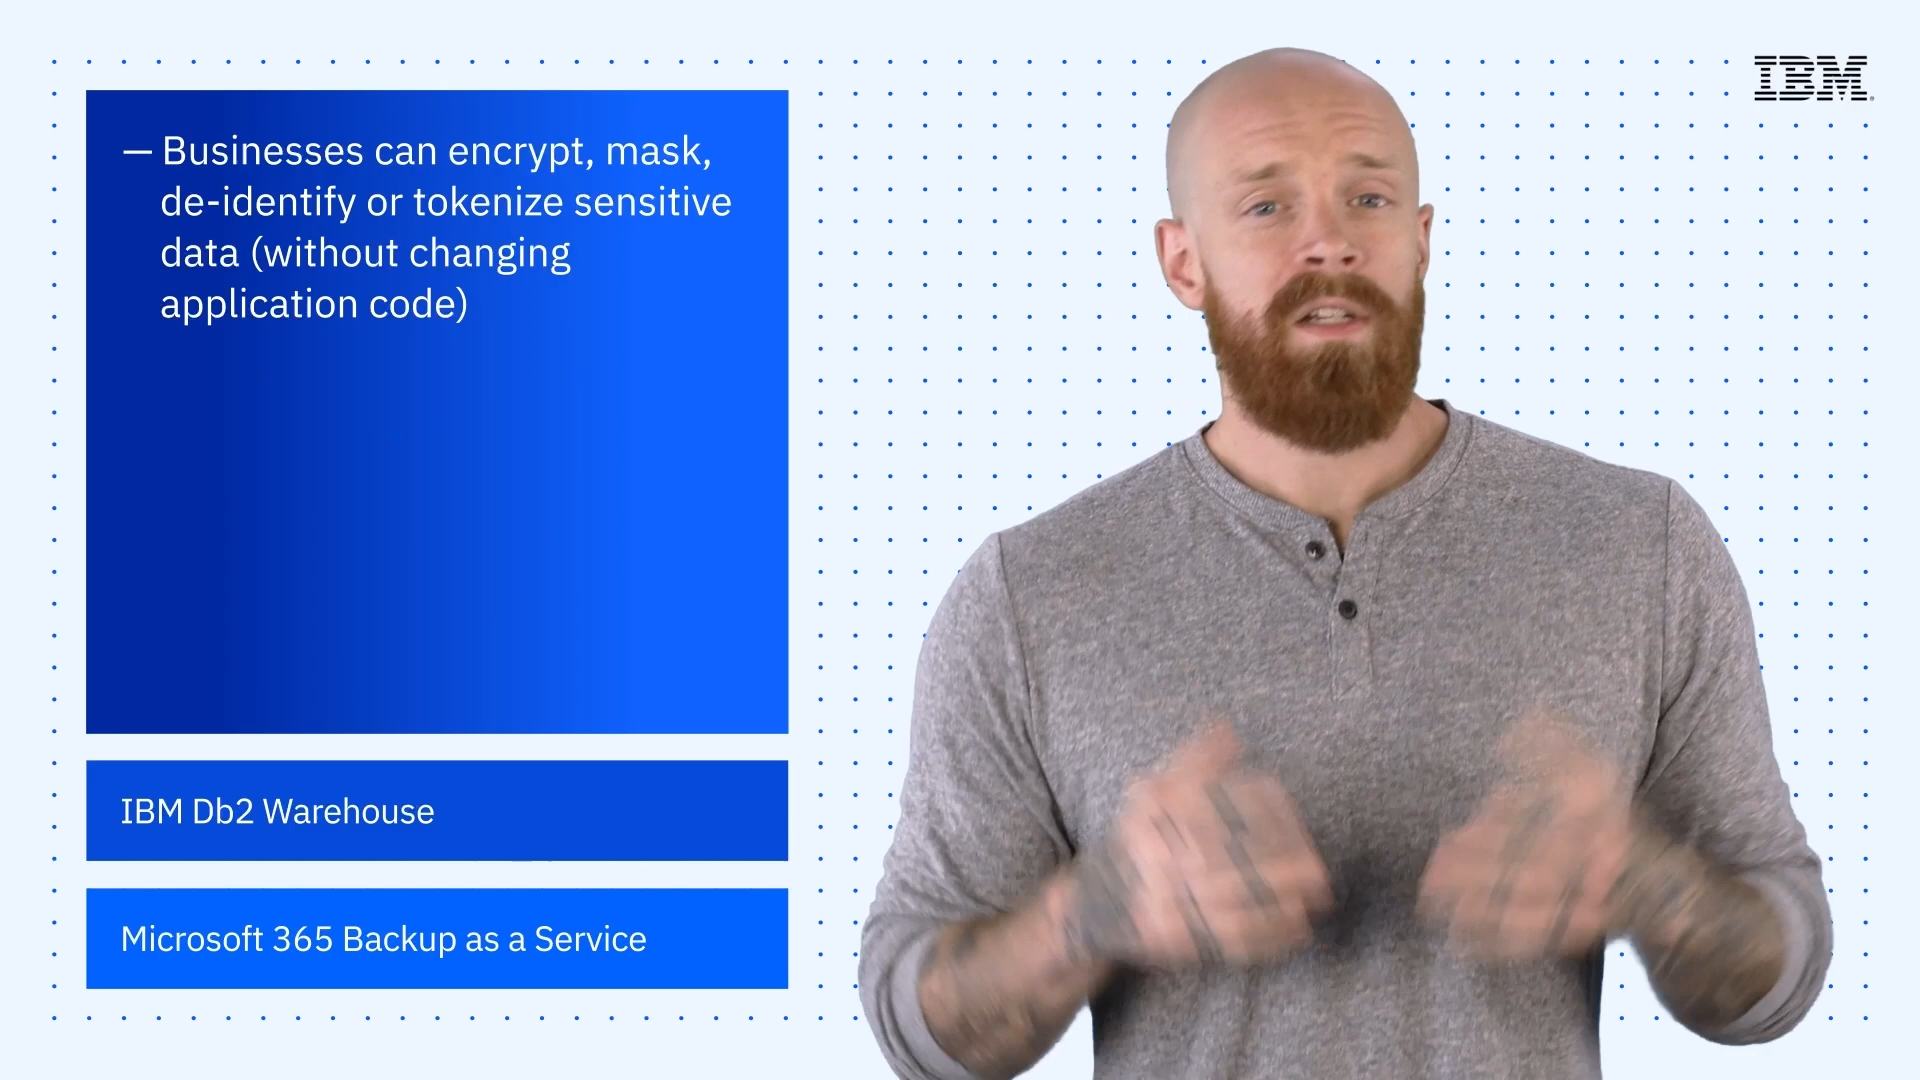 IBM
— Businesses can encrypt, mask,
de-identify or tokenize sensitive
data (without changing
application code)
IBM Db2 Warehouse
Microsoft 365 Backup as a Service